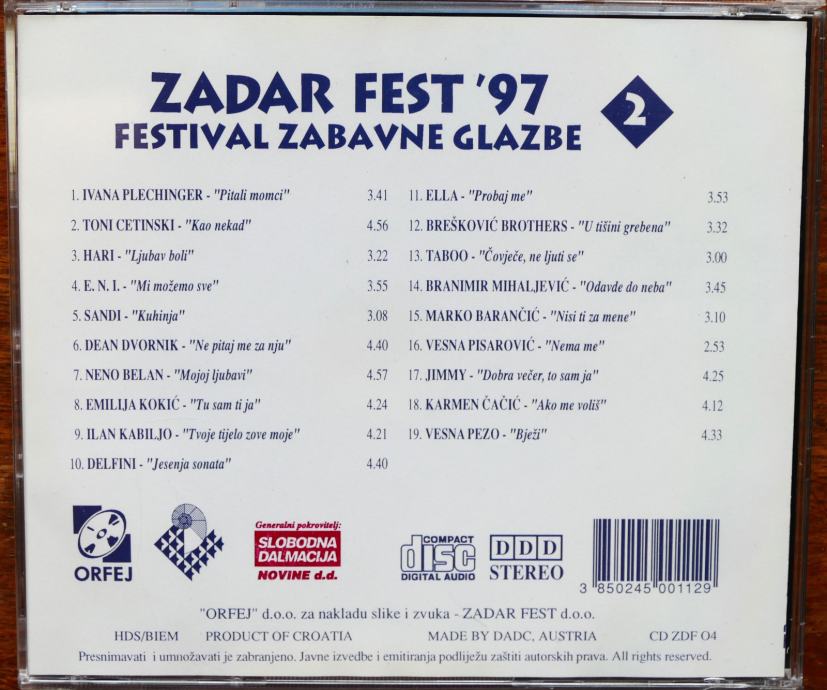 ZADAR FEST '97
FESTIVAL ZABAVNE GLAZBE
2
1. IVANA PLECHINGER - "Pitali momci" 3.41
2. TONI CETINSKI - "Kao nekad" 4.56
3. HARI - "Ljubav boli" 3.22
4. E. N. I. - "Mi možemo sve" 3.55
5. SANDI - "Kuhinja" 3.08
6. DEAN DVORNIK - "Ne pitaj me za nju" 4.40
7. NENO BELAN - "Mojoj ljubavi" 4.57
8. EMILIJA KOKIĆ - "Tu sam ti ja" 4.24
9. ILAN KABILJO - "Tvoje tijelo zove moje" 4.21
10. DELFINI - "Jesenja sonata" 4.40
11. ELLA - "Probaj me" 3.53
12. BREŠKOVIĆ BROTHERS - "U tišini grebena" 3.32
13. TABOO - "Čovječe, ne ljuti se" 3.00
14. BRANIMIR MIHALJEVIĆ - "Odavde do neba" 3.45
15. MARKO BARANČIĆ - "Nisi ti za mene" 3.10
16. VESNA PISAROVIĆ - "Nema me" 2.53
17. JIMMY - "Dobra večer, to sam ja" 4.25
18. KARMEN ČAČIĆ - "Ako me voliš" 4.12
19. VESNA PEZO - "Bježi" 4.33
ORFEJ
Generalni pokrovitelj:
SLOBODNA
DALMACIJA
NOVINE d.d.
COMPACT
disc
DIGITAL AUDIO
DDD
STEREO
3 850245 001129
"ORFEJ" d.o.o. za nakladu slike i zvuka - ZADAR FEST d.o.o.
HDS/BIEM PRODUCT OF CROATIA MADE BY DADC, AUSTRIA CD ZDF O4
Presnimavati i umnožavati je zabranjeno. Javne izvedbe i emitiranja podliježu zaštiti autorskih prava. All rights reserved.